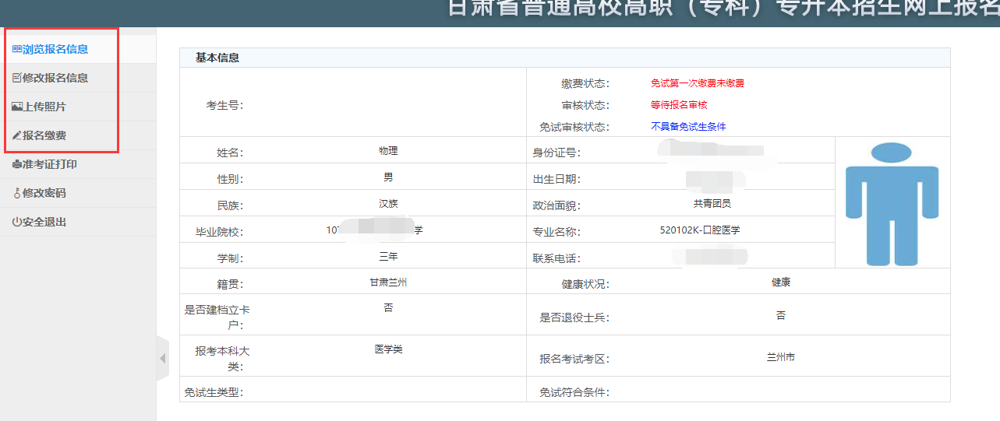 甘肃省普通高校高职（专科）专升本招生网上报名
浏览报名信息
修改报名信息
上传照片
报名缴费
准考证打印
修改密码
安全退出
基本信息
考生号：
缴费状态： 免试第一次缴费未缴费
审核状态： 等待报名审核
免试审核状态： 不具备免试生条件
姓名： 物理 身份证号：
性别： 男 出生日期：
民族： 汉族 政治面貌： 共青团员
毕业院校： 10 学 专业名称： 520102K-口腔医学
学制： 三年 联系电话：
籍贯： 甘肃兰州 健康状况： 健康
是否建档立卡
户： 否 是否退役士兵： 否
报考本科大
类： 医学类 报名考试考区： 兰州市
免试生类型： 免试符合条件：